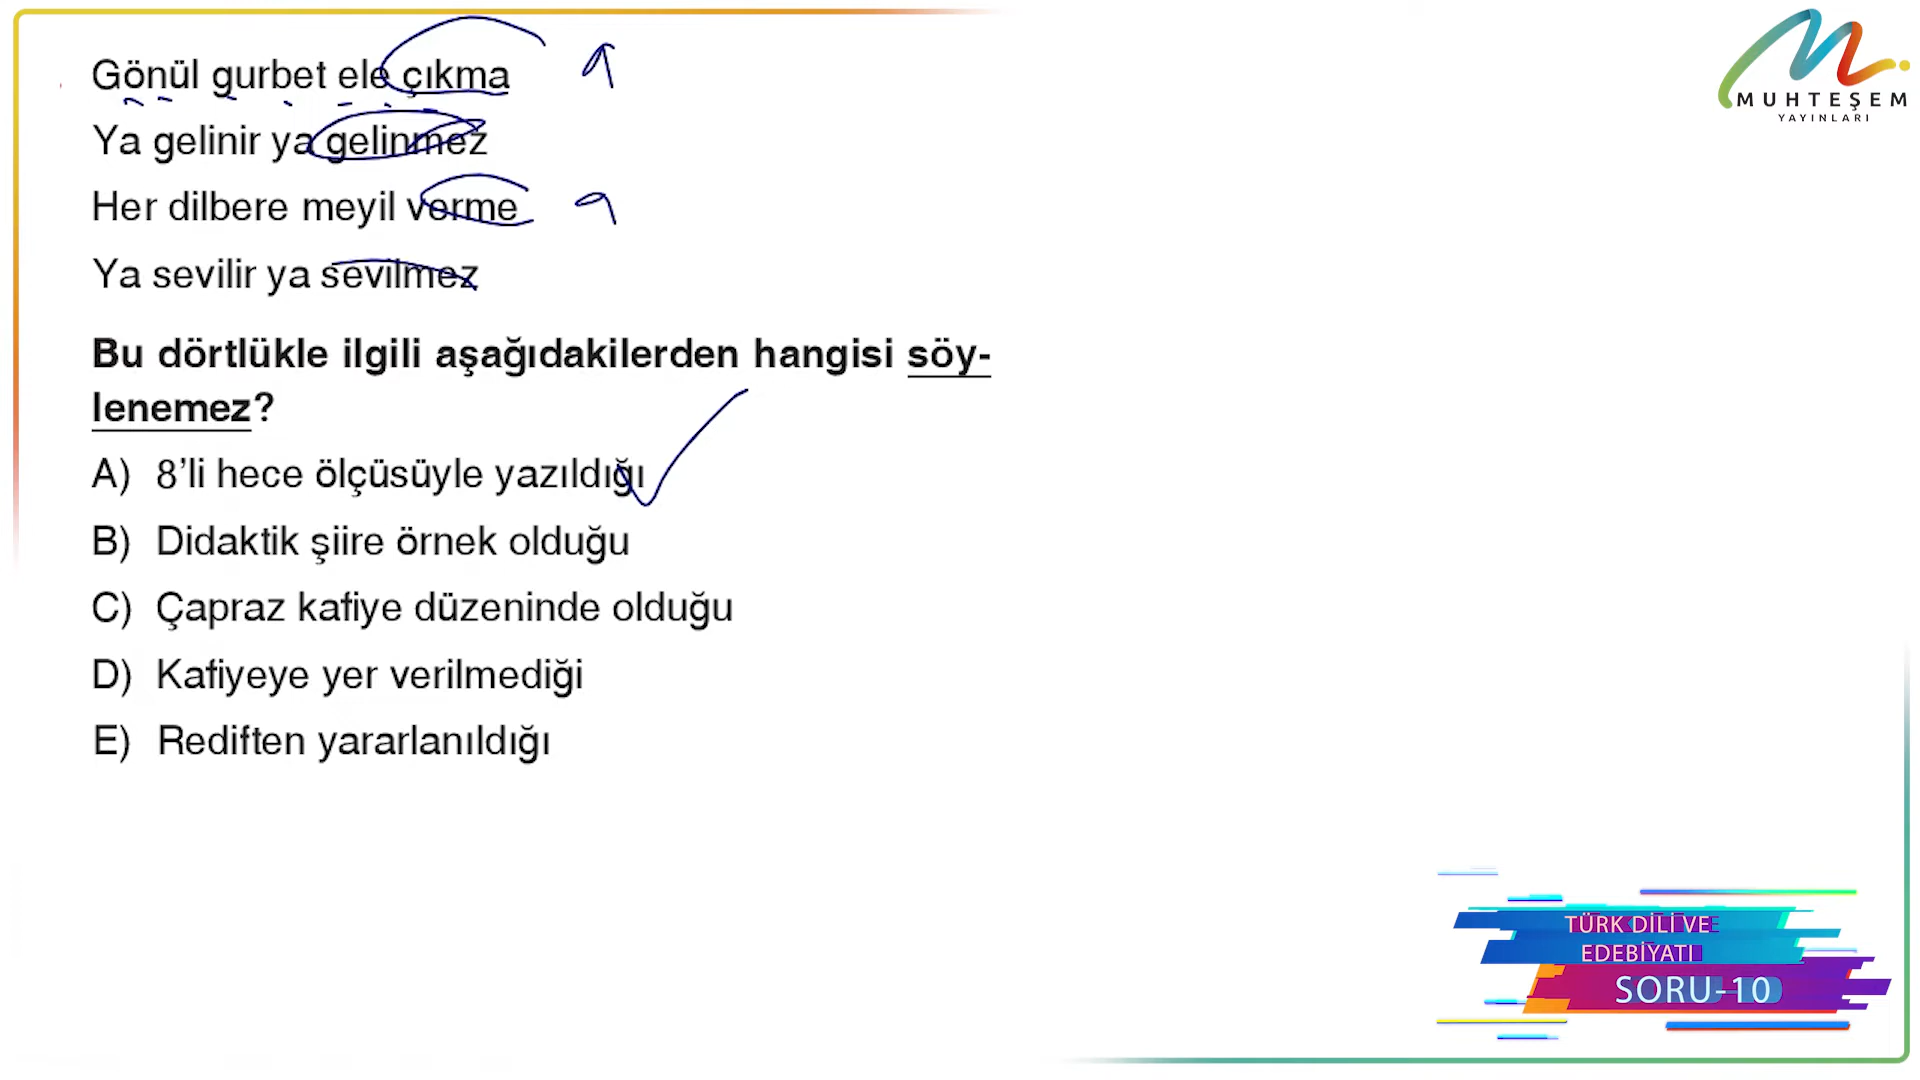 Gönül gurbet ele çıkma a
Ya gelinir ya gelinmez
Her dilbere meyil verme a
Ya sevilir ya sevilmez
Bu dörtlükle ilgili aşağıdakilerden hangisi söy-
lenemez?
A) 8'li hece ölçüsüyle yazıldığı
B) Didaktik şiire örnek olduğu
C) Çapraz kafiye düzeninde olduğu
D) Kafiyeye yer verilmediği
E) Rediften yararlanıldığı
MUHTEŞEM
YAYINLARI
TÜRK DİLİ VE
EDEBİYATI
SORU-10